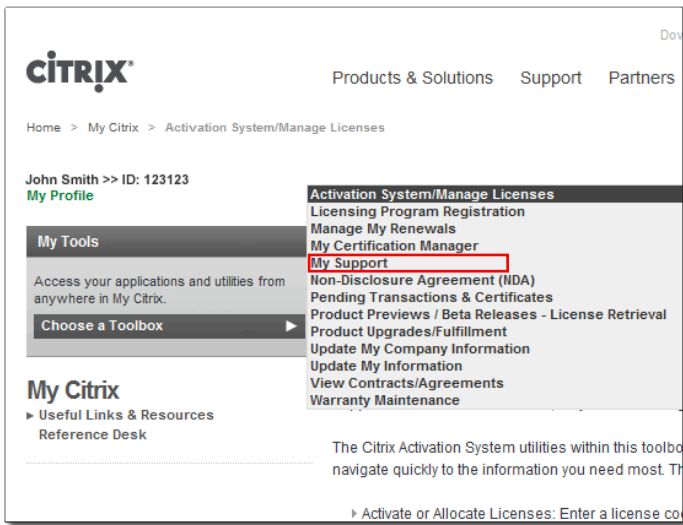 Dow
CİTRIX
Products & Solutions Support Partners
Home > My Citrix > Activation System/Manage Licenses
John Smith >> ID: 123123
My Profile
Activation System/Manage Licenses
Licensing Program Registration
Manage My Renewals
My Certification Manager
My Support
Non-Disclosure Agreement (NDA)
Pending Transactions & Certificates
Product Previews / Beta Releases - License Retrieval
Product Upgrades/Fulfillment
Update My Company Information
Update My Information
View Contracts/Agreements
Warranty Maintenance
My Tools
Access your applications and utilities from
anywhere in My Citrix.
Choose a Toolbox
My Citrix
Useful Links & Resources
Reference Desk
The Citrix Activation System utilities within this toolbo
navigate quickly to the information you need most. Th
Activate or Allocate Licenses: Enter a license co